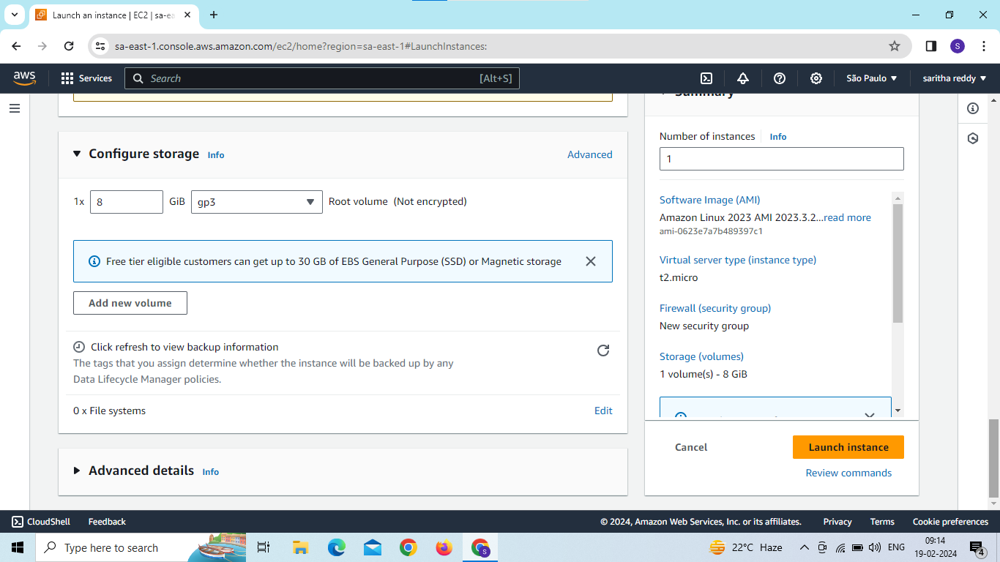 Launch an instance | EC2 | sa-ea
sa-east-1.console.aws.amazon.com/ec2/home?region=sa-east-1#LaunchInstances:
S
aws
Services
Search
[Alt+S]
São Paulo
saritha reddy
Configure storage Info
Advanced
1x 8 GiB gp3 Root volume (Not encrypted)
Free tier eligible customers can get up to 30 GB of EBS General Purpose (SSD) or Magnetic storage
Add new volume
Click refresh to view backup information
The tags that you assign determine whether the instance will be backed up by any
Data Lifecycle Manager policies.
0 x File systems
Edit
Advanced details Info
Summary
Number of instances Info
1
Software Image (AMI)
Amazon Linux 2023 AMI 2023.3.2...read more
ami-0623e7a7b489397c1
Virtual server type (instance type)
t2.micro
Firewall (security group)
New security group
Storage (volumes)
1 volume(s) - 8 GiB
Cancel
Launch instance
Review commands
CloudShell
Feedback
© 2024, Amazon Web Services, Inc. or its affiliates.
Privacy
Terms
Cookie preferences
Type here to search
S
22°C Haze
ENG
09:14
19-02-2024
4